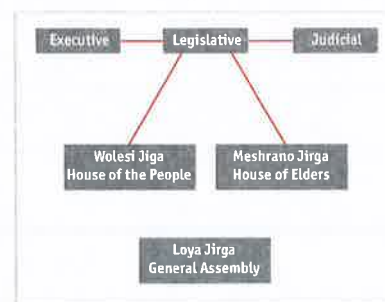 Executive
Legislative
Judicial
Wolesi Jiga
House of the People
Meshrano Jirga
House of Elders
Loya Jirga
General Assembly